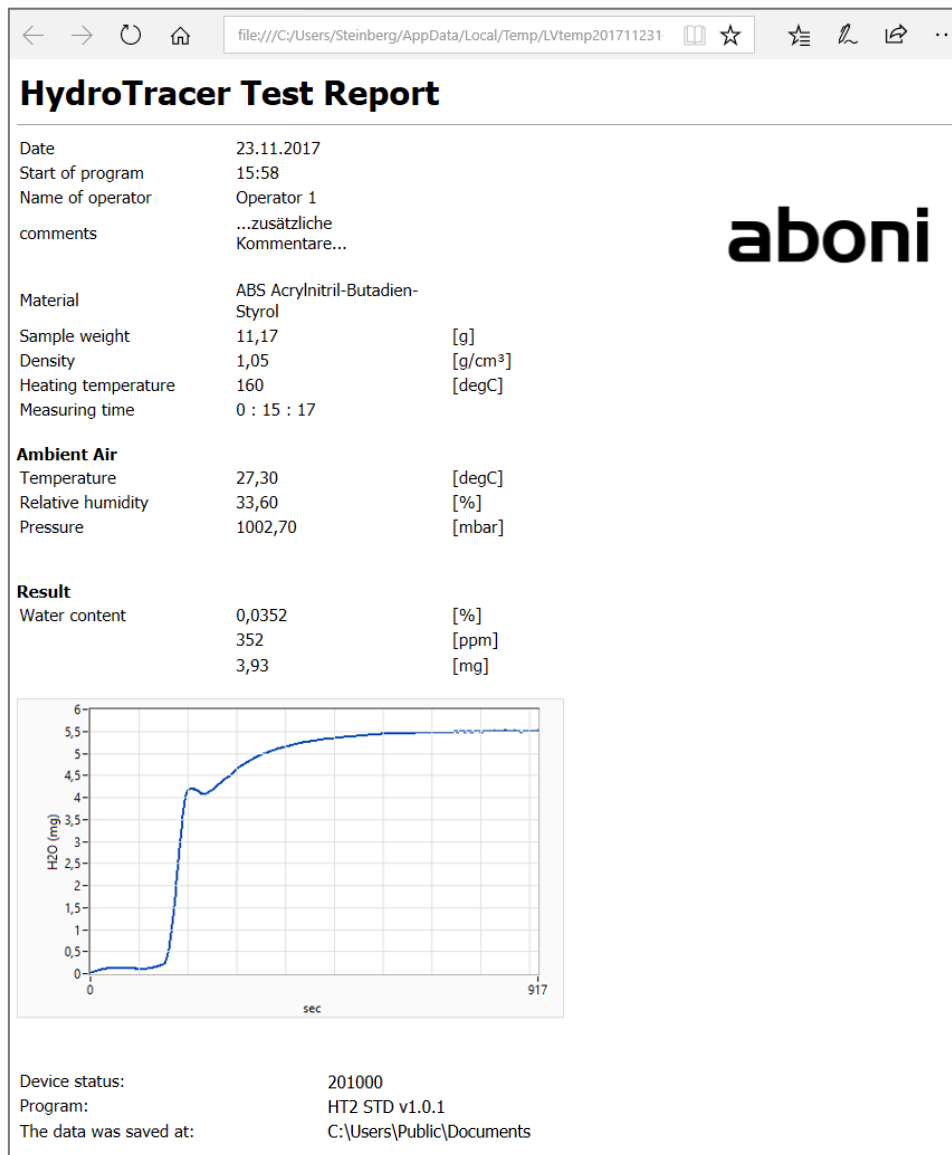 file:///C:/Users/Steinberg/AppData/Local/Temp/LVtemp201711231
HydroTracer Test Report
Date 23.11.2017
Start of program 15:58
Name of operator Operator 1
comments ...zusätzliche
Kommentare...
aboni
Material ABS Acrylnitril-Butadien-
Styrol
Sample weight 11,17 [g]
Density 1,05 [g/cm³]
Heating temperature 160 [degC]
Measuring time 0 : 15 : 17
Ambient Air
Temperature 27,30 [degC]
Relative humidity 33,60 [%]
Pressure 1002,70 [mbar]
Result
Water content 0,0352 [%]
352 [ppm]
3,93 [mg]
6
5,5
5
4,5
4
3,5
3
2,5
2
1,5
1
0,5
0
H2O (mg)
0 917
sec
Device status: 201000
Program: HT2 STD v1.0.1
The data was saved at: C:\Users\Public\Documents